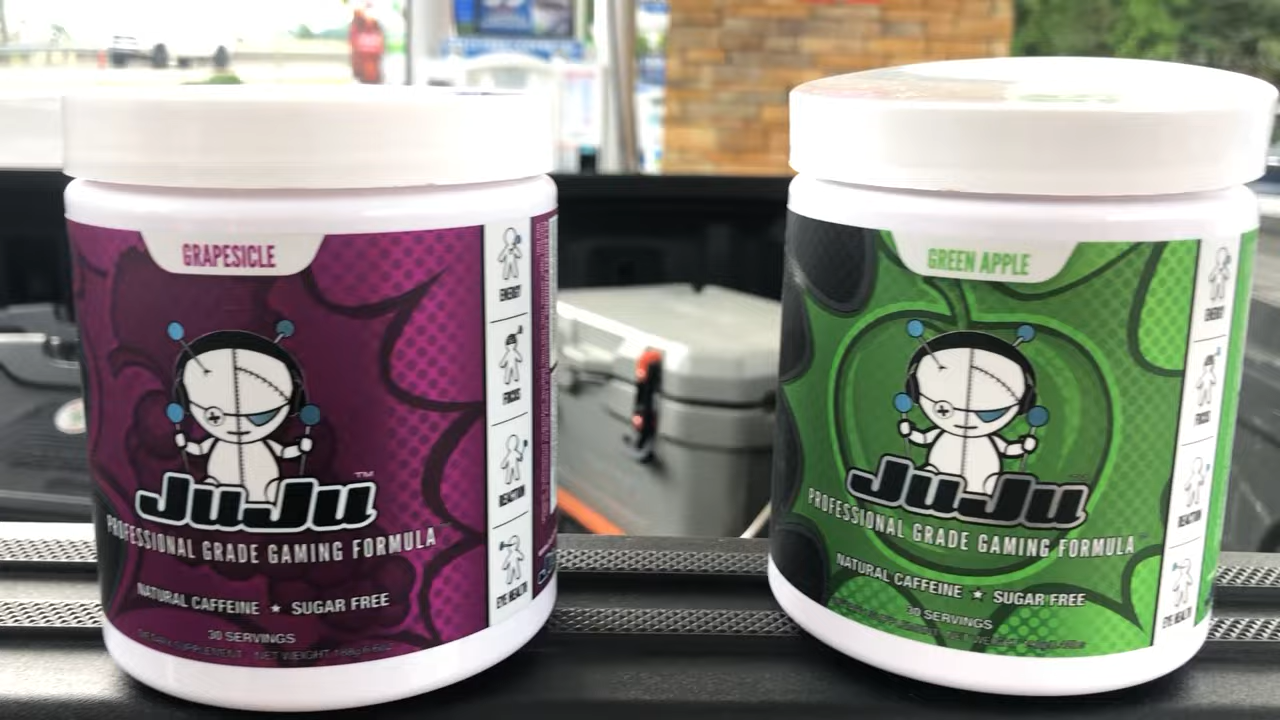 GRAPESICLE
JuJu™
PROFESSIONAL GRADE GAMING FORMULA
NATURAL CAFFEINE ★ SUGAR FREE
30 SERVINGS
DIETARY SUPPLEMENT NET WEIGHT
ENERGY
FOCUS
REACTION
EYE HEALTH
GREEN APPLE
JuJu
PROFESSIONAL GRADE GAMING FORMULA
NATURAL CAFFEINE ★ SUGAR FREE
30 SERVINGS
ENERGY
FOCUS
REACTION
EYE HEALTH